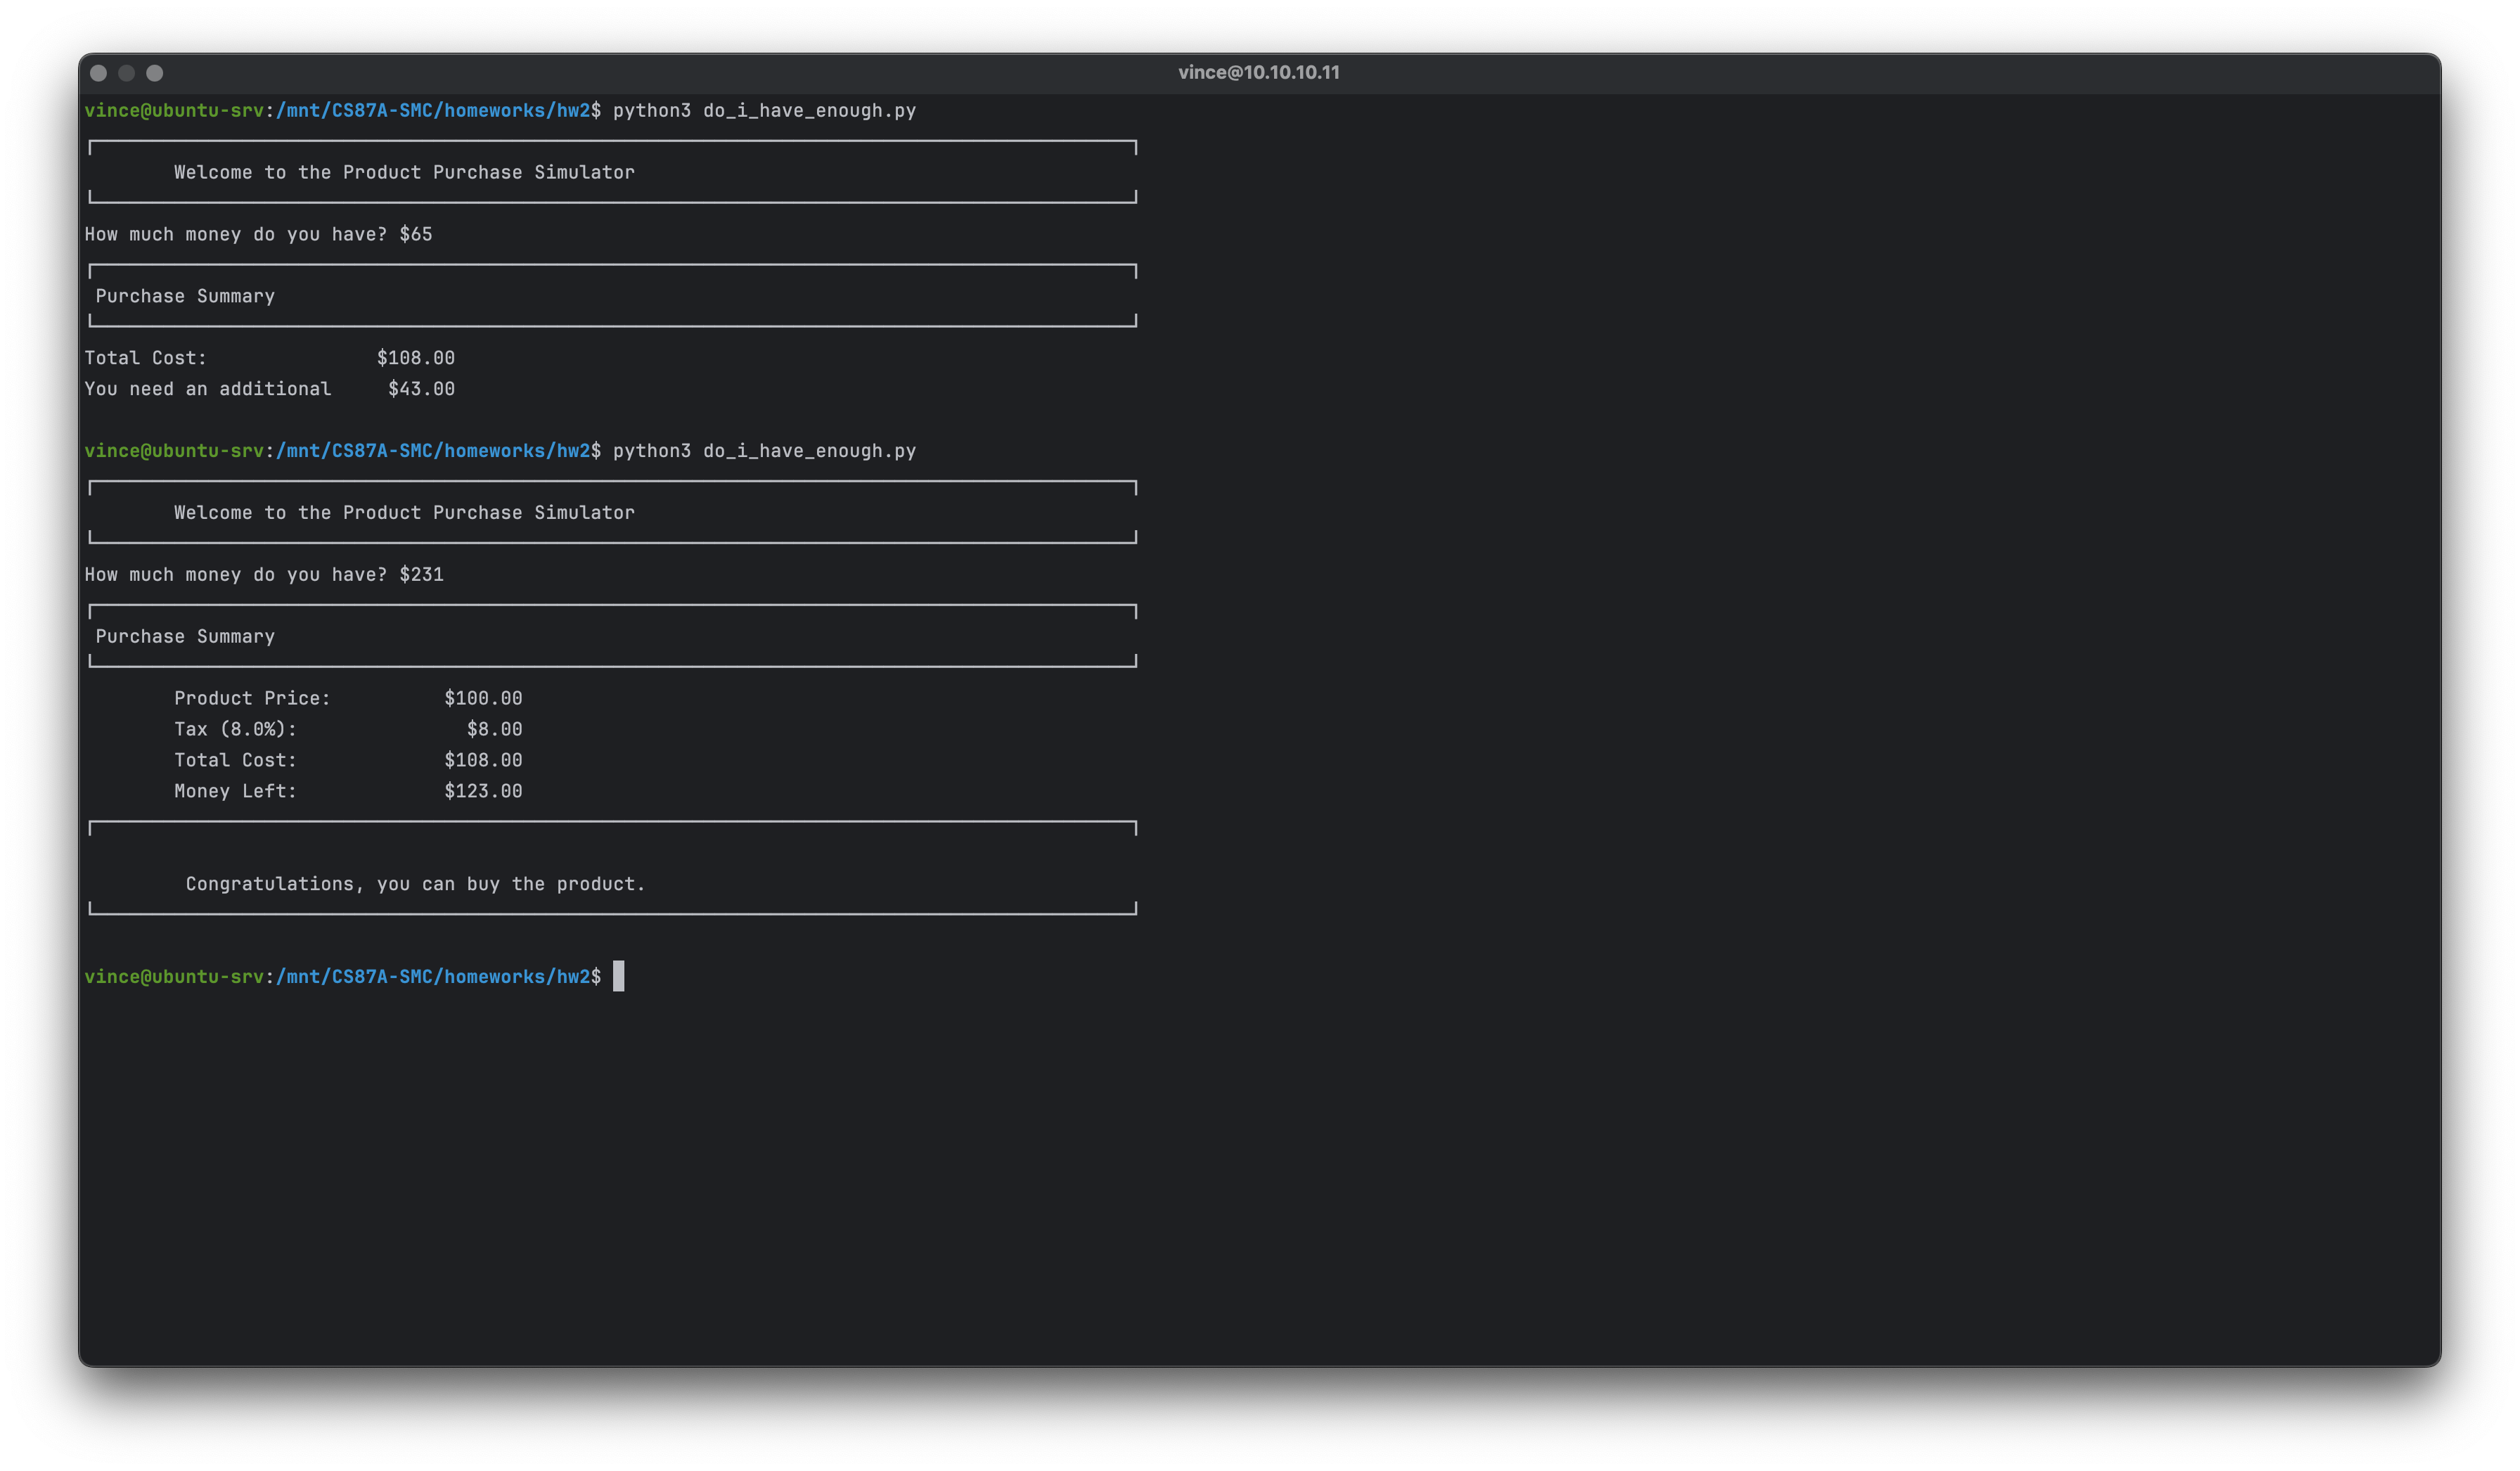 vince@10.10.10.11
vince@ubuntu-srv:/mnt/CS87A-SMC/homeworks/hw2$ python3 do_i_have_enough.py
Welcome to the Product Purchase Simulator
How much money do you have? $65
Purchase Summary
Total Cost: $108.00
You need an additional $43.00
vince@ubuntu-srv:/mnt/CS87A-SMC/homeworks/hw2$ python3 do_i_have_enough.py
Welcome to the Product Purchase Simulator
How much money do you have? $231
Purchase Summary
Product Price: $100.00
Tax (8.0%): $8.00
Total Cost: $108.00
Money Left: $123.00
Congratulations, you can buy the product.
vince@ubuntu-srv:/mnt/CS87A-SMC/homeworks/hw2$